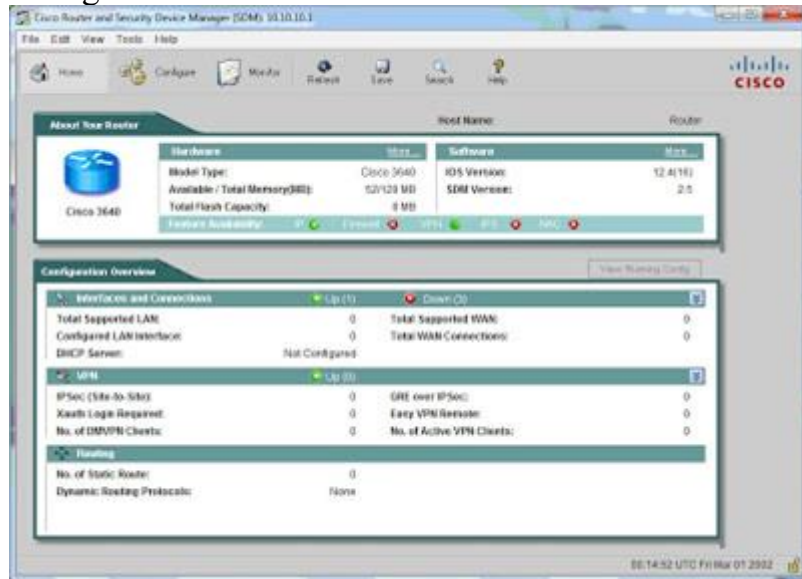 Cisco Router and Security Device Manager (SDM): 10.10.10.1
File Edit View Tools Help
Home Configure Monitor Refresh Save Search Help
CISCO
About Your Router
Host Name: Router
Hardware More... Software More...
Model Type: Cisco 3640 IOS Version: 12.4(16)
Available / Total Memory(MB): 52/128 MB SDM Version: 2.5
Total Flash Capacity: 8 MB
Cisco 3640
Feature Availability: IP Firewall VPN IPS NAC
Configuration Overview View Running Config
Interfaces and Connections Up (1) Down (3)
Total Supported LAN: 0 Total Supported WAN: 0
Configured LAN Interface: 0 Total WAN Connections: 0
DHCP Server: Not Configured
VPN Up (0)
IPSec (Site-to-Site): 0 GRE over IPSec: 0
Xauth Login Required: 0 Easy VPN Remote: 0
No. of DMVPN Clients: 0 No. of Active VPN Clients: 0
Routing
No. of Static Route: 0
Dynamic Routing Protocols: None
00:14:52 UTC Fri Mar 01 2002